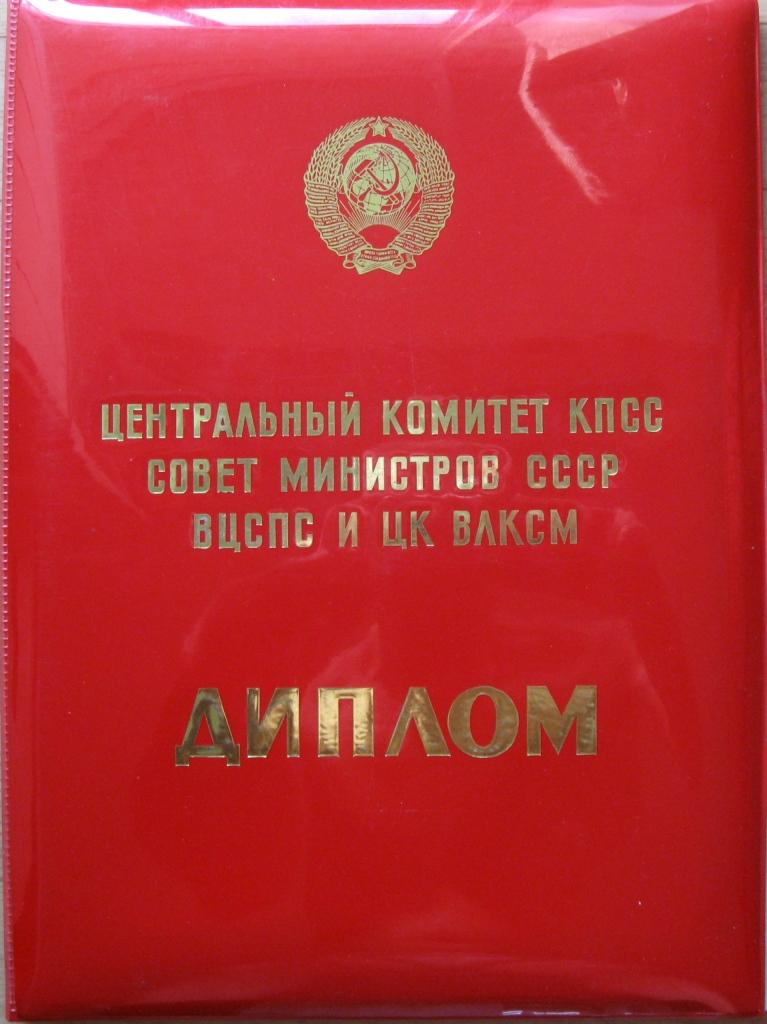 ЦЕНТРАЛЬНЫЙ КОМИТЕТ КПСС
СОВЕТ МИНИСТРОВ СССР
ВЦСПС И ЦК ВЛКСМ
ДИПЛОМ